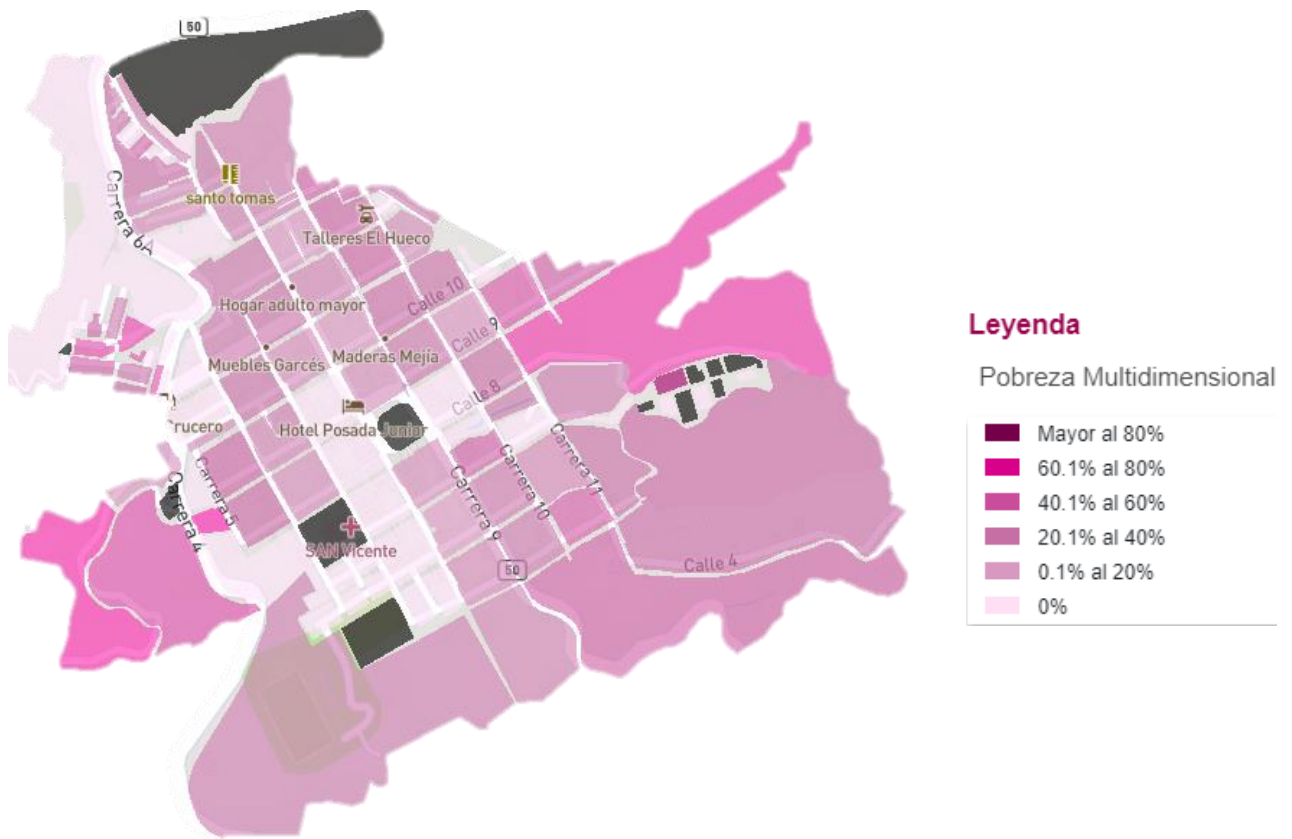 50
santo tomas
Carrera 6
Talleres El Hueco
Calle 10
Hogar adulto mayor
Calle 9
Muebles Garcés
Maderas Mejía
Calle 8
Hotel Posada Junior
Crucero
Carrera 5
Carrera 4
SAN Vicente
Carrera 9
Carrera 10
Carrera 11
50
Calle 4
Leyenda
Pobreza Multidimensional
Mayor al 80%
60.1% al 80%
40.1% al 60%
20.1% al 40%
0.1% al 20%
0%